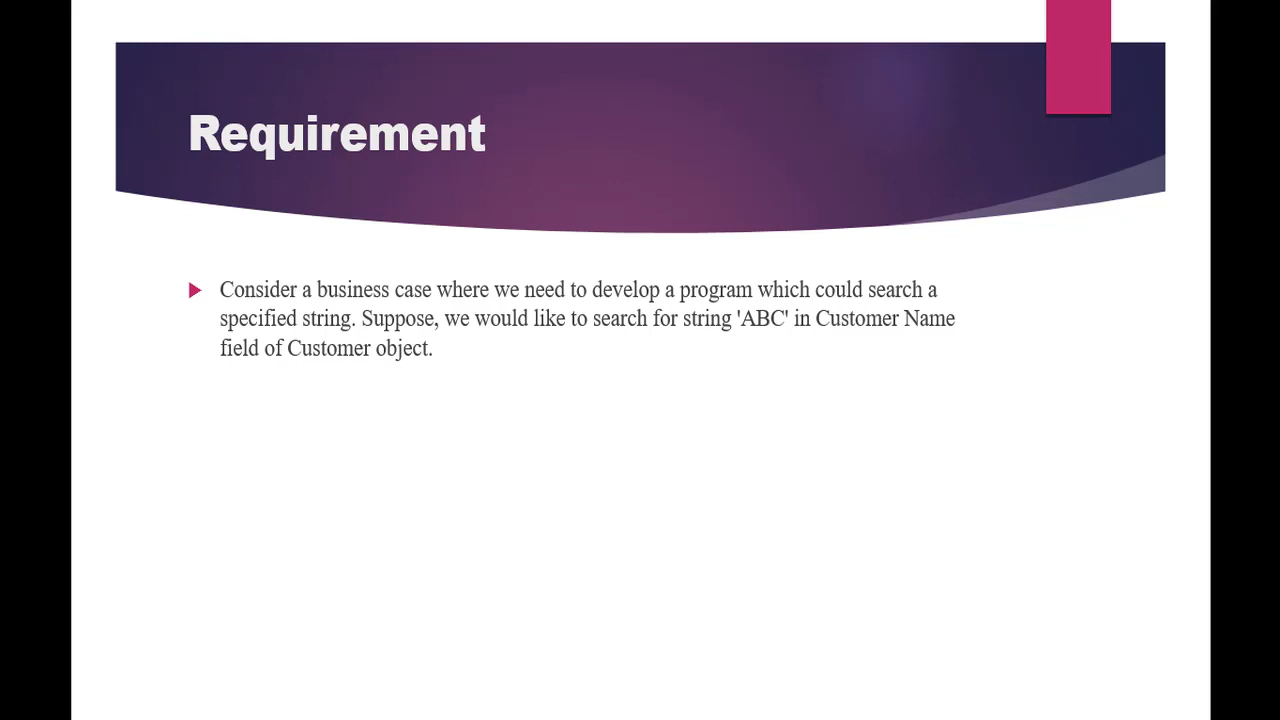 Requirement
Consider a business case where we need to develop a program which could search a
specified string. Suppose, we would like to search for string 'ABC' in Customer Name
field of Customer object.